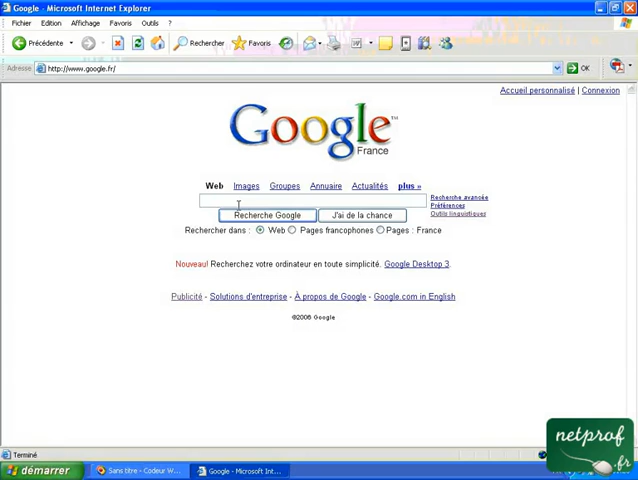 Google - Microsoft Internet Explorer
Fichier Edition Affichage Favoris Outils ?
Précédente Rechercher Favoris
Adresse http://www.google.fr/ OK
Accueil personnalisé | Connexion
Google™
France
Web Images Groupes Annuaire Actualités plus »
Recherche avancée
Préférences
Outils linguistiques
Recherche Google J'ai de la chance
Rechercher dans : Web Pages francophones Pages : France
Nouveau! Recherchez votre ordinateur en toute simplicité. Google Desktop 3.
Publicité - Solutions d'entreprise - À propos de Google - Google.com in English
©2006 Google
Terminé
démarrer Sans titre - Codeur W... Google - Microsoft Int...
netprof
.fr